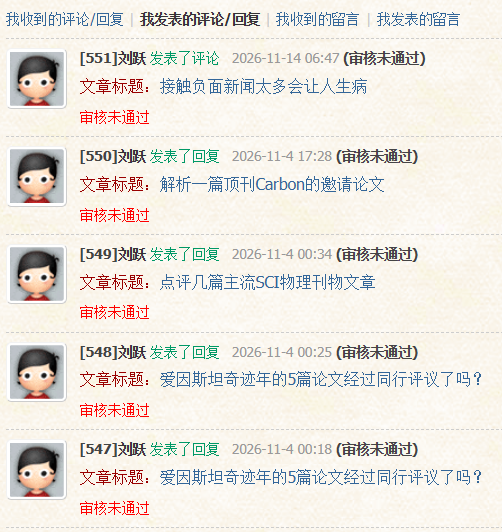 我收到的评论/回复 | 我发表的评论/回复 | 我收到的留言 | 我发表的留言
[551]刘跃 发表了评论 2026-11-14 06:47 (审核未通过)
文章标题：接触负面新闻太多会让人生病
审核未通过
[550]刘跃 发表了回复 2026-11-4 17:28 (审核未通过)
文章标题：解析一篇顶刊Carbon的邀请论文
审核未通过
[549]刘跃 发表了回复 2026-11-4 00:34 (审核未通过)
文章标题：点评几篇主流SCI物理刊物文章
审核未通过
[548]刘跃 发表了回复 2026-11-4 00:25 (审核未通过)
文章标题：爱因斯坦奇迹年的5篇论文经过同行评议了吗？
审核未通过
[547]刘跃 发表了回复 2026-11-4 00:18 (审核未通过)
文章标题：爱因斯坦奇迹年的5篇论文经过同行评议了吗？
审核未通过